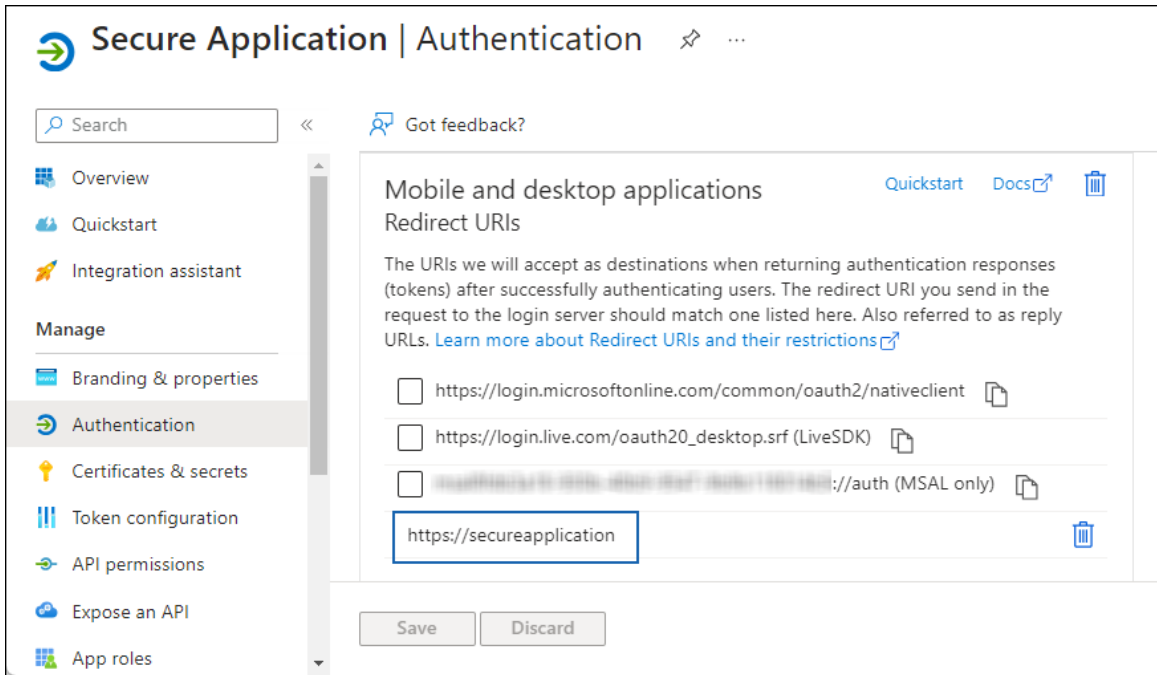 Secure Application | Authentication
Search
Got feedback?
Overview
Quickstart
Integration assistant
Manage
Branding & properties
Authentication
Certificates & secrets
Token configuration
API permissions
Expose an API
App roles
Mobile and desktop applications
Quickstart
Docs
Redirect URIs
The URIs we will accept as destinations when returning authentication responses
(tokens) after successfully authenticating users. The redirect URI you send in the
request to the login server should match one listed here. Also referred to as reply
URLs. Learn more about Redirect URIs and their restrictions
https://login.microsoftonline.com/common/oauth2/nativeclient
https://login.live.com/oauth20_desktop.srf (LiveSDK)
://auth (MSAL only)
https://secureapplication
Save
Discard